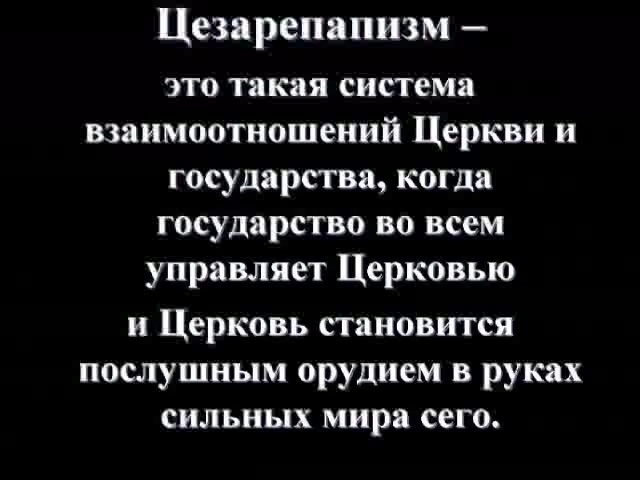 Цезарепапизм –
это такая система
взаимоотношений Церкви и
государства, когда
государство во всем
управляет Церковью
и Церковь становится
послушным орудием в руках
сильных мира сего.